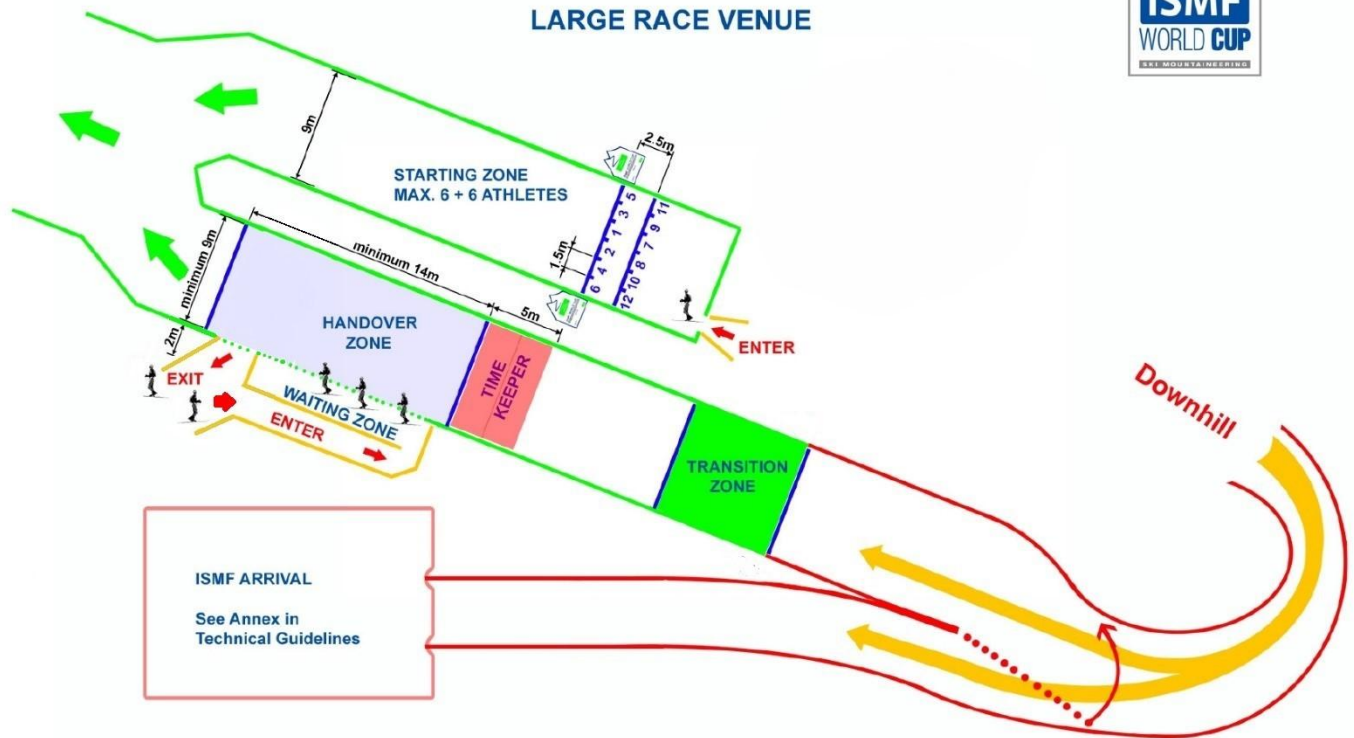 LARGE RACE VENUE
ISMF
WORLD CUP
SKI MOUNTAINEERING
9m
2.5m
STARTING ZONE
MAX. 6 + 6 ATHLETES
5
3
1
2
4
6
11
9
7
8
10
12
1.5m
minimum 9m
minimum 14m
5m
2m
HANDOVER
ZONE
TIME
KEEPER
ENTER
EXIT
WAITING ZONE
ENTER
TRANSITION
ZONE
Downhill
ISMF ARRIVAL
See Annex in
Technical Guidelines